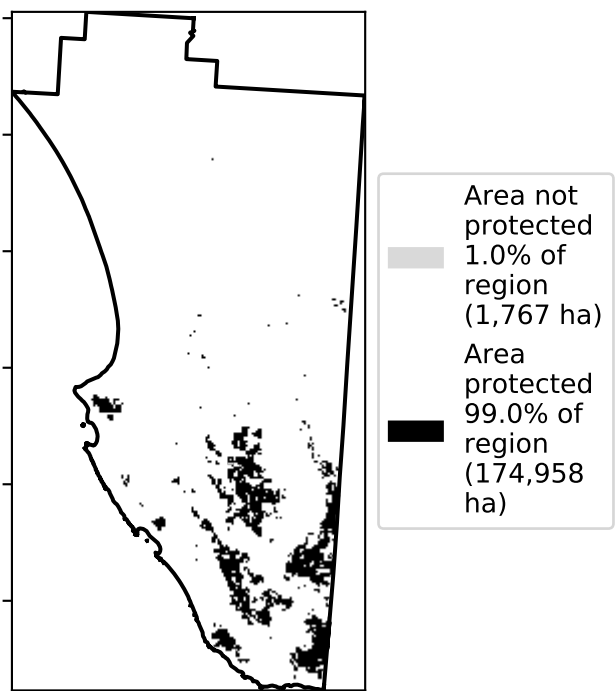 Area not
protected
1.0% of
region
(1,767 ha)
Area
protected
99.0% of
region
(174,958
ha)